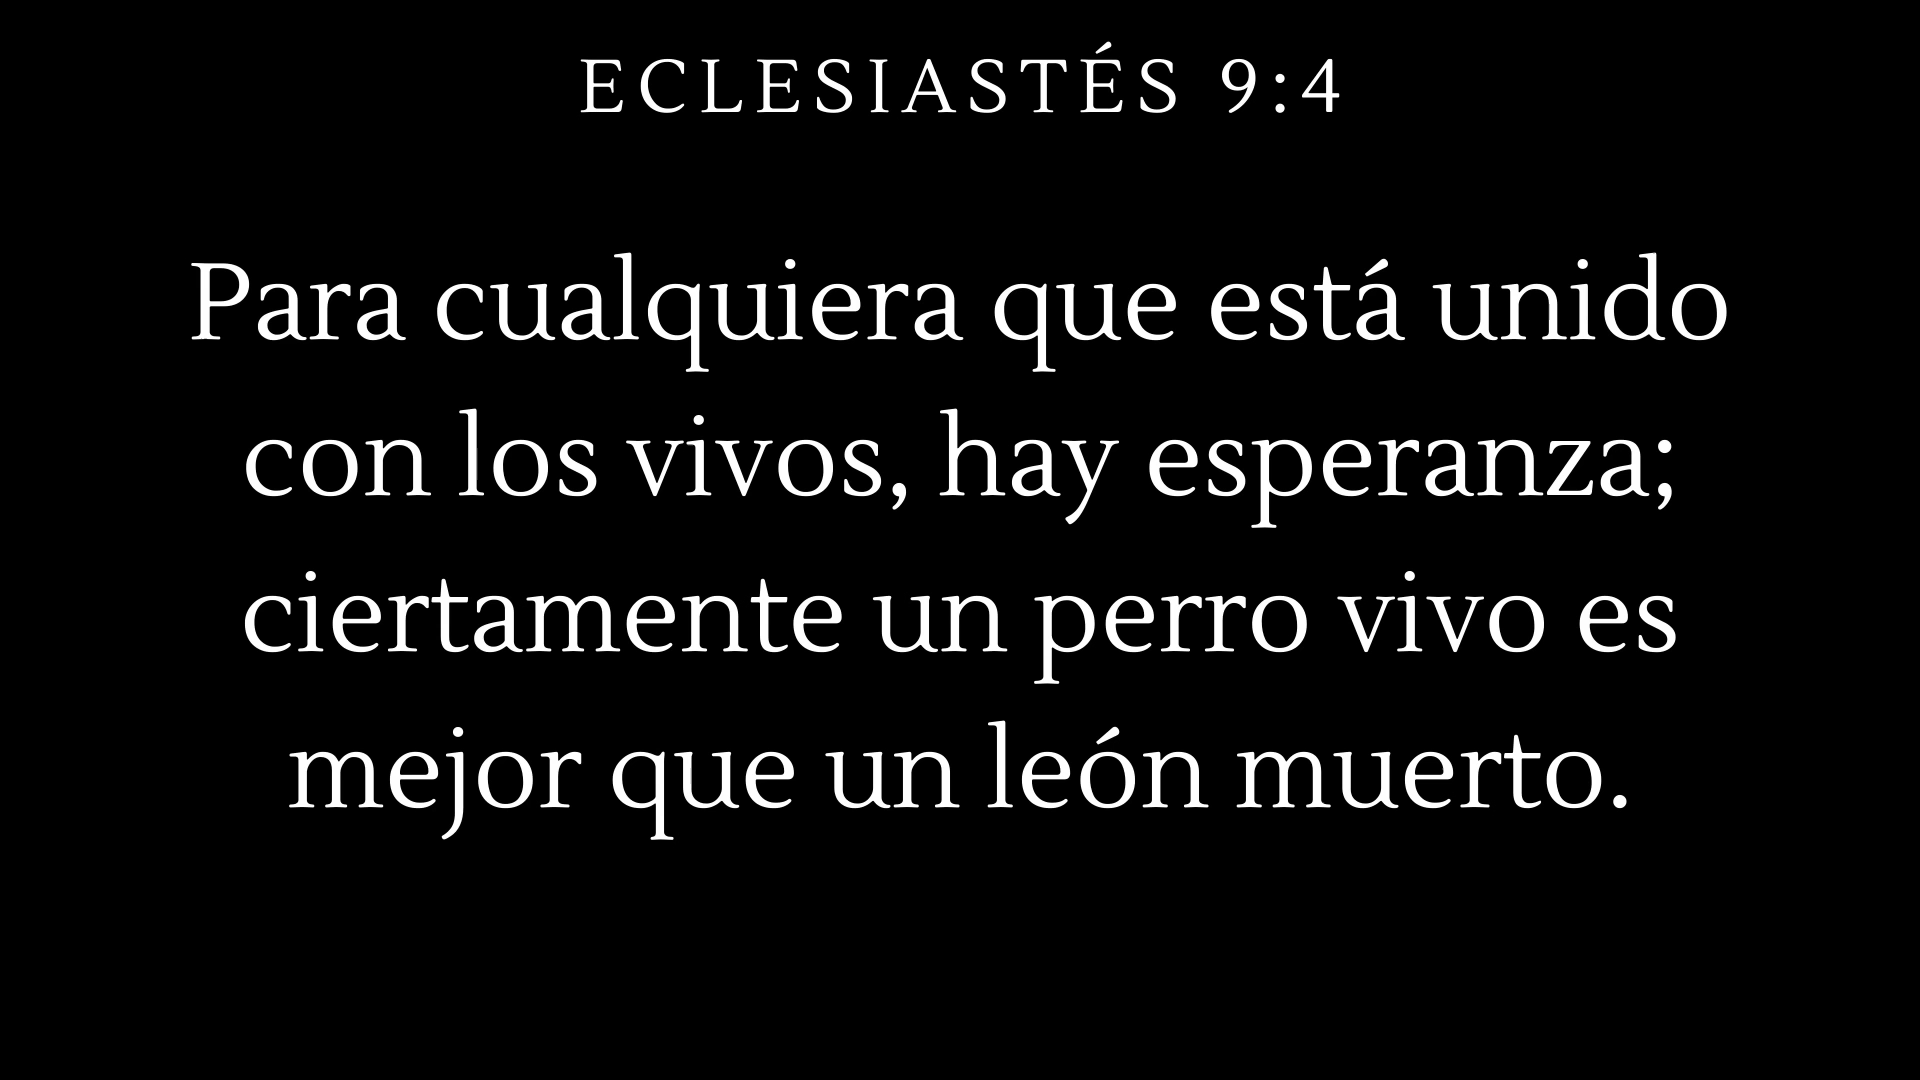 ECLESIASTÉS 9:4
Para cualquiera que está unido
con los vivos, hay esperanza;
ciertamente un perro vivo es
mejor que un león muerto.